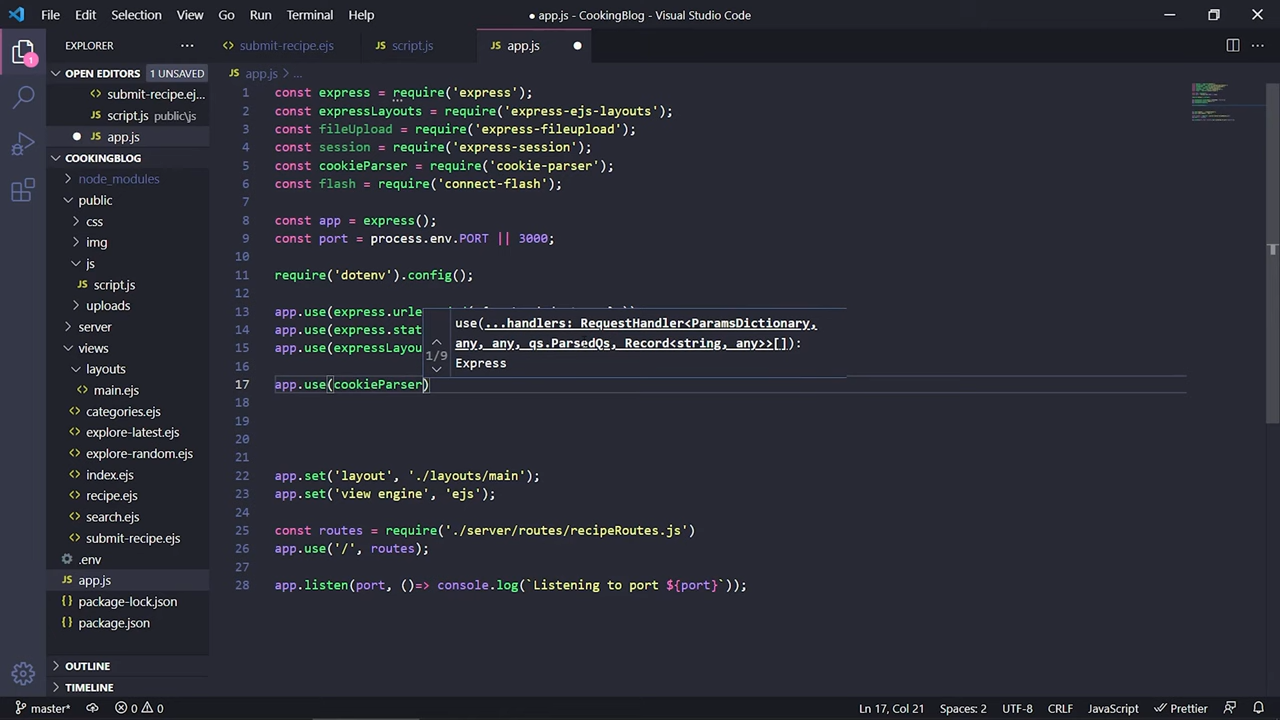 File Edit Selection View Go Run Terminal Help
● app.js - CookingBlog - Visual Studio Code
EXPLORER
OPEN EDITORS 1 UNSAVED
submit-recipe.ej...
script.js public\js
app.js
COOKINGBLOG
node_modules
public
css
img
js
script.js
uploads
server
views
layouts
main.ejs
categories.ejs
explore-latest.ejs
explore-random.ejs
index.ejs
recipe.ejs
search.ejs
submit-recipe.ejs
.env
app.js
package-lock.json
package.json
OUTLINE
TIMELINE
1
submit-recipe.ejs script.js app.js
app.js > ...
1 const express = require('express');
2 const expressLayouts = require('express-ejs-layouts');
3 const fileUpload = require('express-fileupload');
4 const session = require('express-session');
5 const cookieParser = require('cookie-parser');
6 const flash = require('connect-flash');
7
8 const app = express();
9 const port = process.env.PORT || 3000;
10
11 require('dotenv').config();
12
13 app.use(express.urle
14 app.use(express.stat
15 app.use(expressLayou
16
17 app.use(cookieParser)
18
19
20
21
22 app.set('layout', './layouts/main');
23 app.set('view engine', 'ejs');
24
25 const routes = require('./server/routes/recipeRoutes.js')
26 app.use('/', routes);
27
28 app.listen(port, ()=> console.log(`Listening to port ${port}`));
use(...handlers: RequestHandler<ParamsDictionary,
any, any, qs.ParsedQs, Record<string, any>>[]):
Express
1/9
master* 0 0 Ln 17, Col 21 Spaces: 2 UTF-8 CRLF JavaScript Prettier